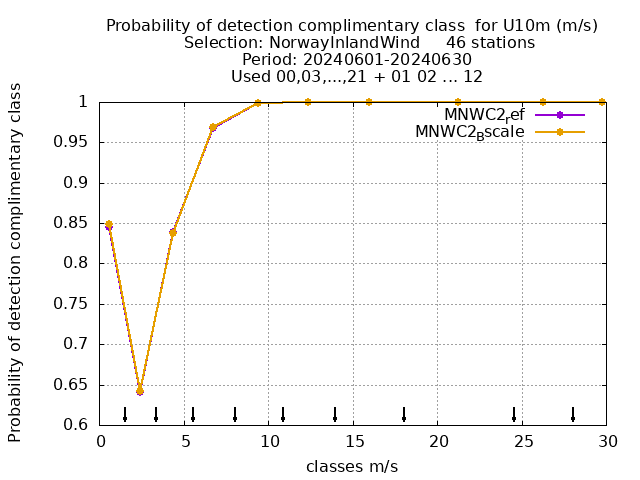 Probability of detection complimentary class  for U10m (m/s)
Selection: NorwayInlandWind     46 stations
Period: 20240601-20240630
Used 00,03,...,21 + 01 02 ... 12
Probability of detection complimentary class
1
0.95
0.9
0.85
0.8
0.75
0.7
0.65
0.6
MNWC2ref
MNWC2Bscale
0 5 10 15 20 25 30
classes m/s